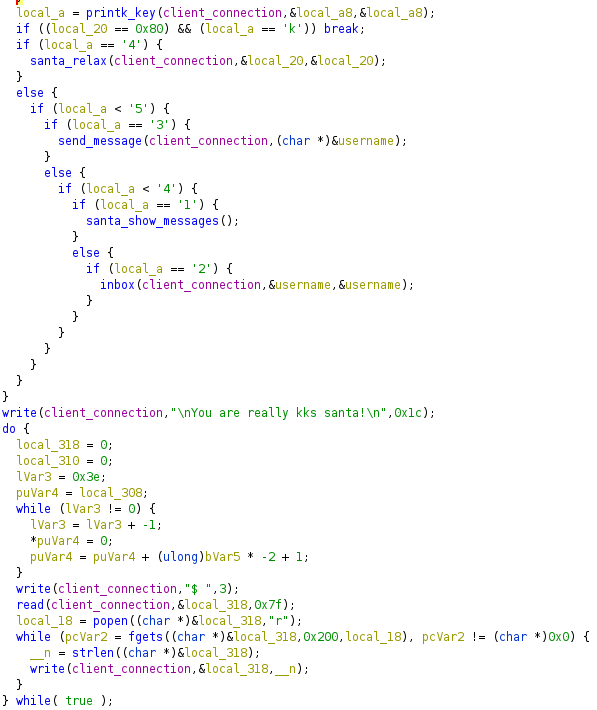 local_a = printk_key(client_connection,&local_a8,&local_a8);
if ((local_20 == 0x80) && (local_a == 'k')) break;
if (local_a == '4') {
santa_relax(client_connection,&local_20,&local_20);
}
else {
if (local_a < '5') {
if (local_a == '3') {
send_message(client_connection,(char *)&username);
}
else {
if (local_a < '4') {
if (local_a == '1') {
santa_show_messages();
}
else {
if (local_a == '2') {
inbox(client_connection,&username,&username);
}
}
}
}
}
}
}
write(client_connection,"\nYou are really kks santa!\n",0x1c);
do {
local_318 = 0;
local_310 = 0;
lVar3 = 0x3e;
puVar4 = local_308;
while (lVar3 != 0) {
lVar3 = lVar3 + -1;
*puVar4 = 0;
puVar4 = puVar4 + (ulong)bVar5 * -2 + 1;
}
write(client_connection,"$ ",3);
read(client_connection,&local_318,0x7f);
local_18 = popen((char *)&local_318,"r");
while (pcVar2 = fgets((char *)&local_318,0x200,local_18), pcVar2 != (char *)0x0) {
__n = strlen((char *)&local_318);
write(client_connection,&local_318,__n);
}
} while( true );